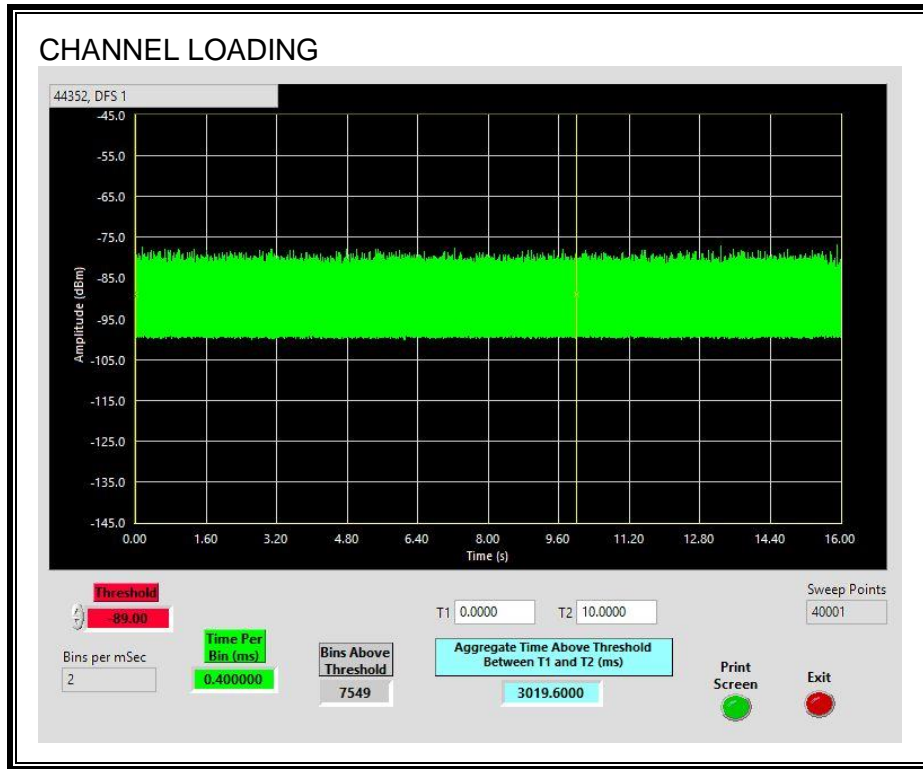 CHANNEL LOADING
44352, DFS 1
-45.0
-55.0
-65.0
-75.0
-85.0
-95.0
-105.0
-115.0
-125.0
-135.0
-145.0
Amplitude (dBm)
0.00 1.60 3.20 4.80 6.40 8.00 9.60 11.20 12.80 14.40 16.00
Time (s)
Threshold
-89.00
Bins per mSec
2
Time Per
Bin (ms)
0.400000
Bins Above
Threshold
7549
T1 0.0000 T2 10.0000
Aggregate Time Above Threshold
Between T1 and T2 (ms)
3019.6000
Sweep Points
40001
Print
Screen
Exit